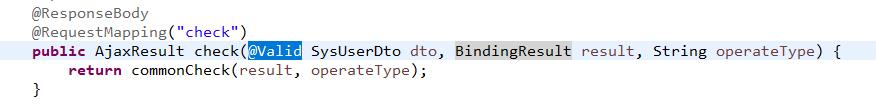 @ResponseBody
@RequestMapping("check")
public AjaxResult check(@Valid SysUserDto dto, BindingResult result, String operateType) {
return commonCheck(result, operateType);
}